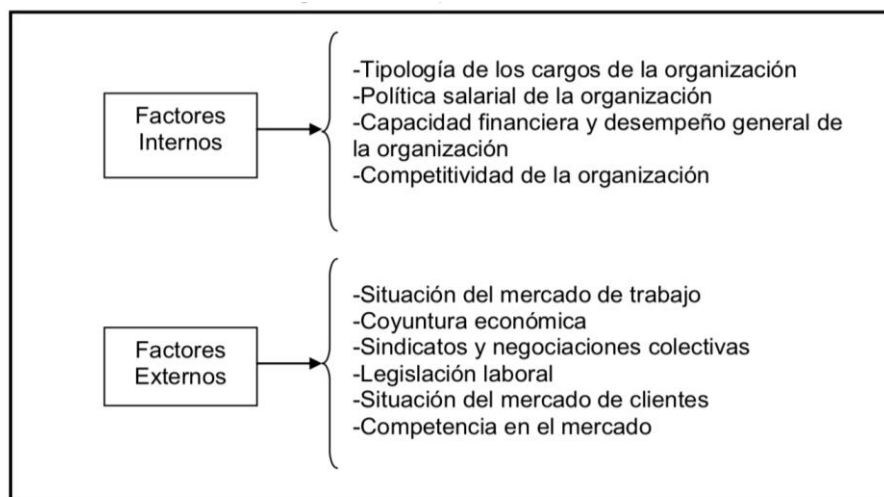 Factores
Internos
-Tipología de los cargos de la organización
-Política salarial de la organización
-Capacidad financiera y desempeño general de
la organización
-Competitividad de la organización
Factores
Externos
-Situación del mercado de trabajo
-Coyuntura económica
-Sindicatos y negociaciones colectivas
-Legislación laboral
-Situación del mercado de clientes
-Competencia en el mercado